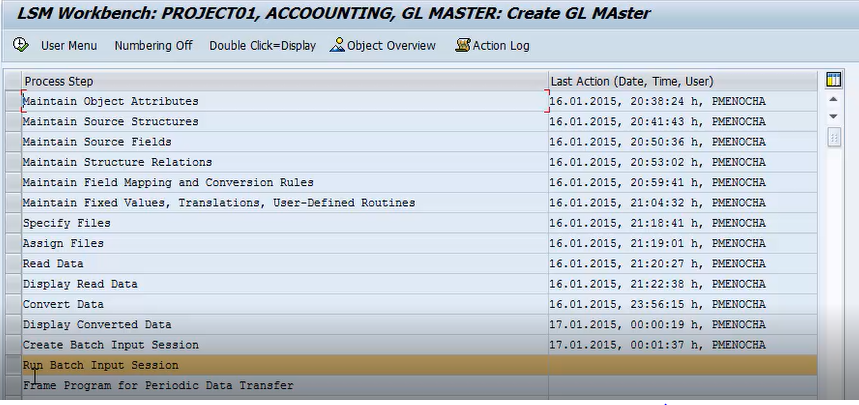 LSM Workbench: PROJECT01, ACCOOUNTING, GL MASTER: Create GL MAster
User Menu Numbering Off Double Click=Display Object Overview Action Log
Process Step Last Action (Date, Time, User)
Maintain Object Attributes 16.01.2015, 20:38:24 h, PMENOCHA
Maintain Source Structures 16.01.2015, 20:41:43 h, PMENOCHA
Maintain Source Fields 16.01.2015, 20:50:36 h, PMENOCHA
Maintain Structure Relations 16.01.2015, 20:53:02 h, PMENOCHA
Maintain Field Mapping and Conversion Rules 16.01.2015, 20:59:41 h, PMENOCHA
Maintain Fixed Values, Translations, User-Defined Routines 16.01.2015, 21:04:32 h, PMENOCHA
Specify Files 16.01.2015, 21:18:41 h, PMENOCHA
Assign Files 16.01.2015, 21:19:01 h, PMENOCHA
Read Data 16.01.2015, 21:20:27 h, PMENOCHA
Display Read Data 16.01.2015, 21:22:38 h, PMENOCHA
Convert Data 16.01.2015, 23:56:15 h, PMENOCHA
Display Converted Data 17.01.2015, 00:00:19 h, PMENOCHA
Create Batch Input Session 17.01.2015, 00:01:37 h, PMENOCHA
Run Batch Input Session
Frame Program for Periodic Data Transfer